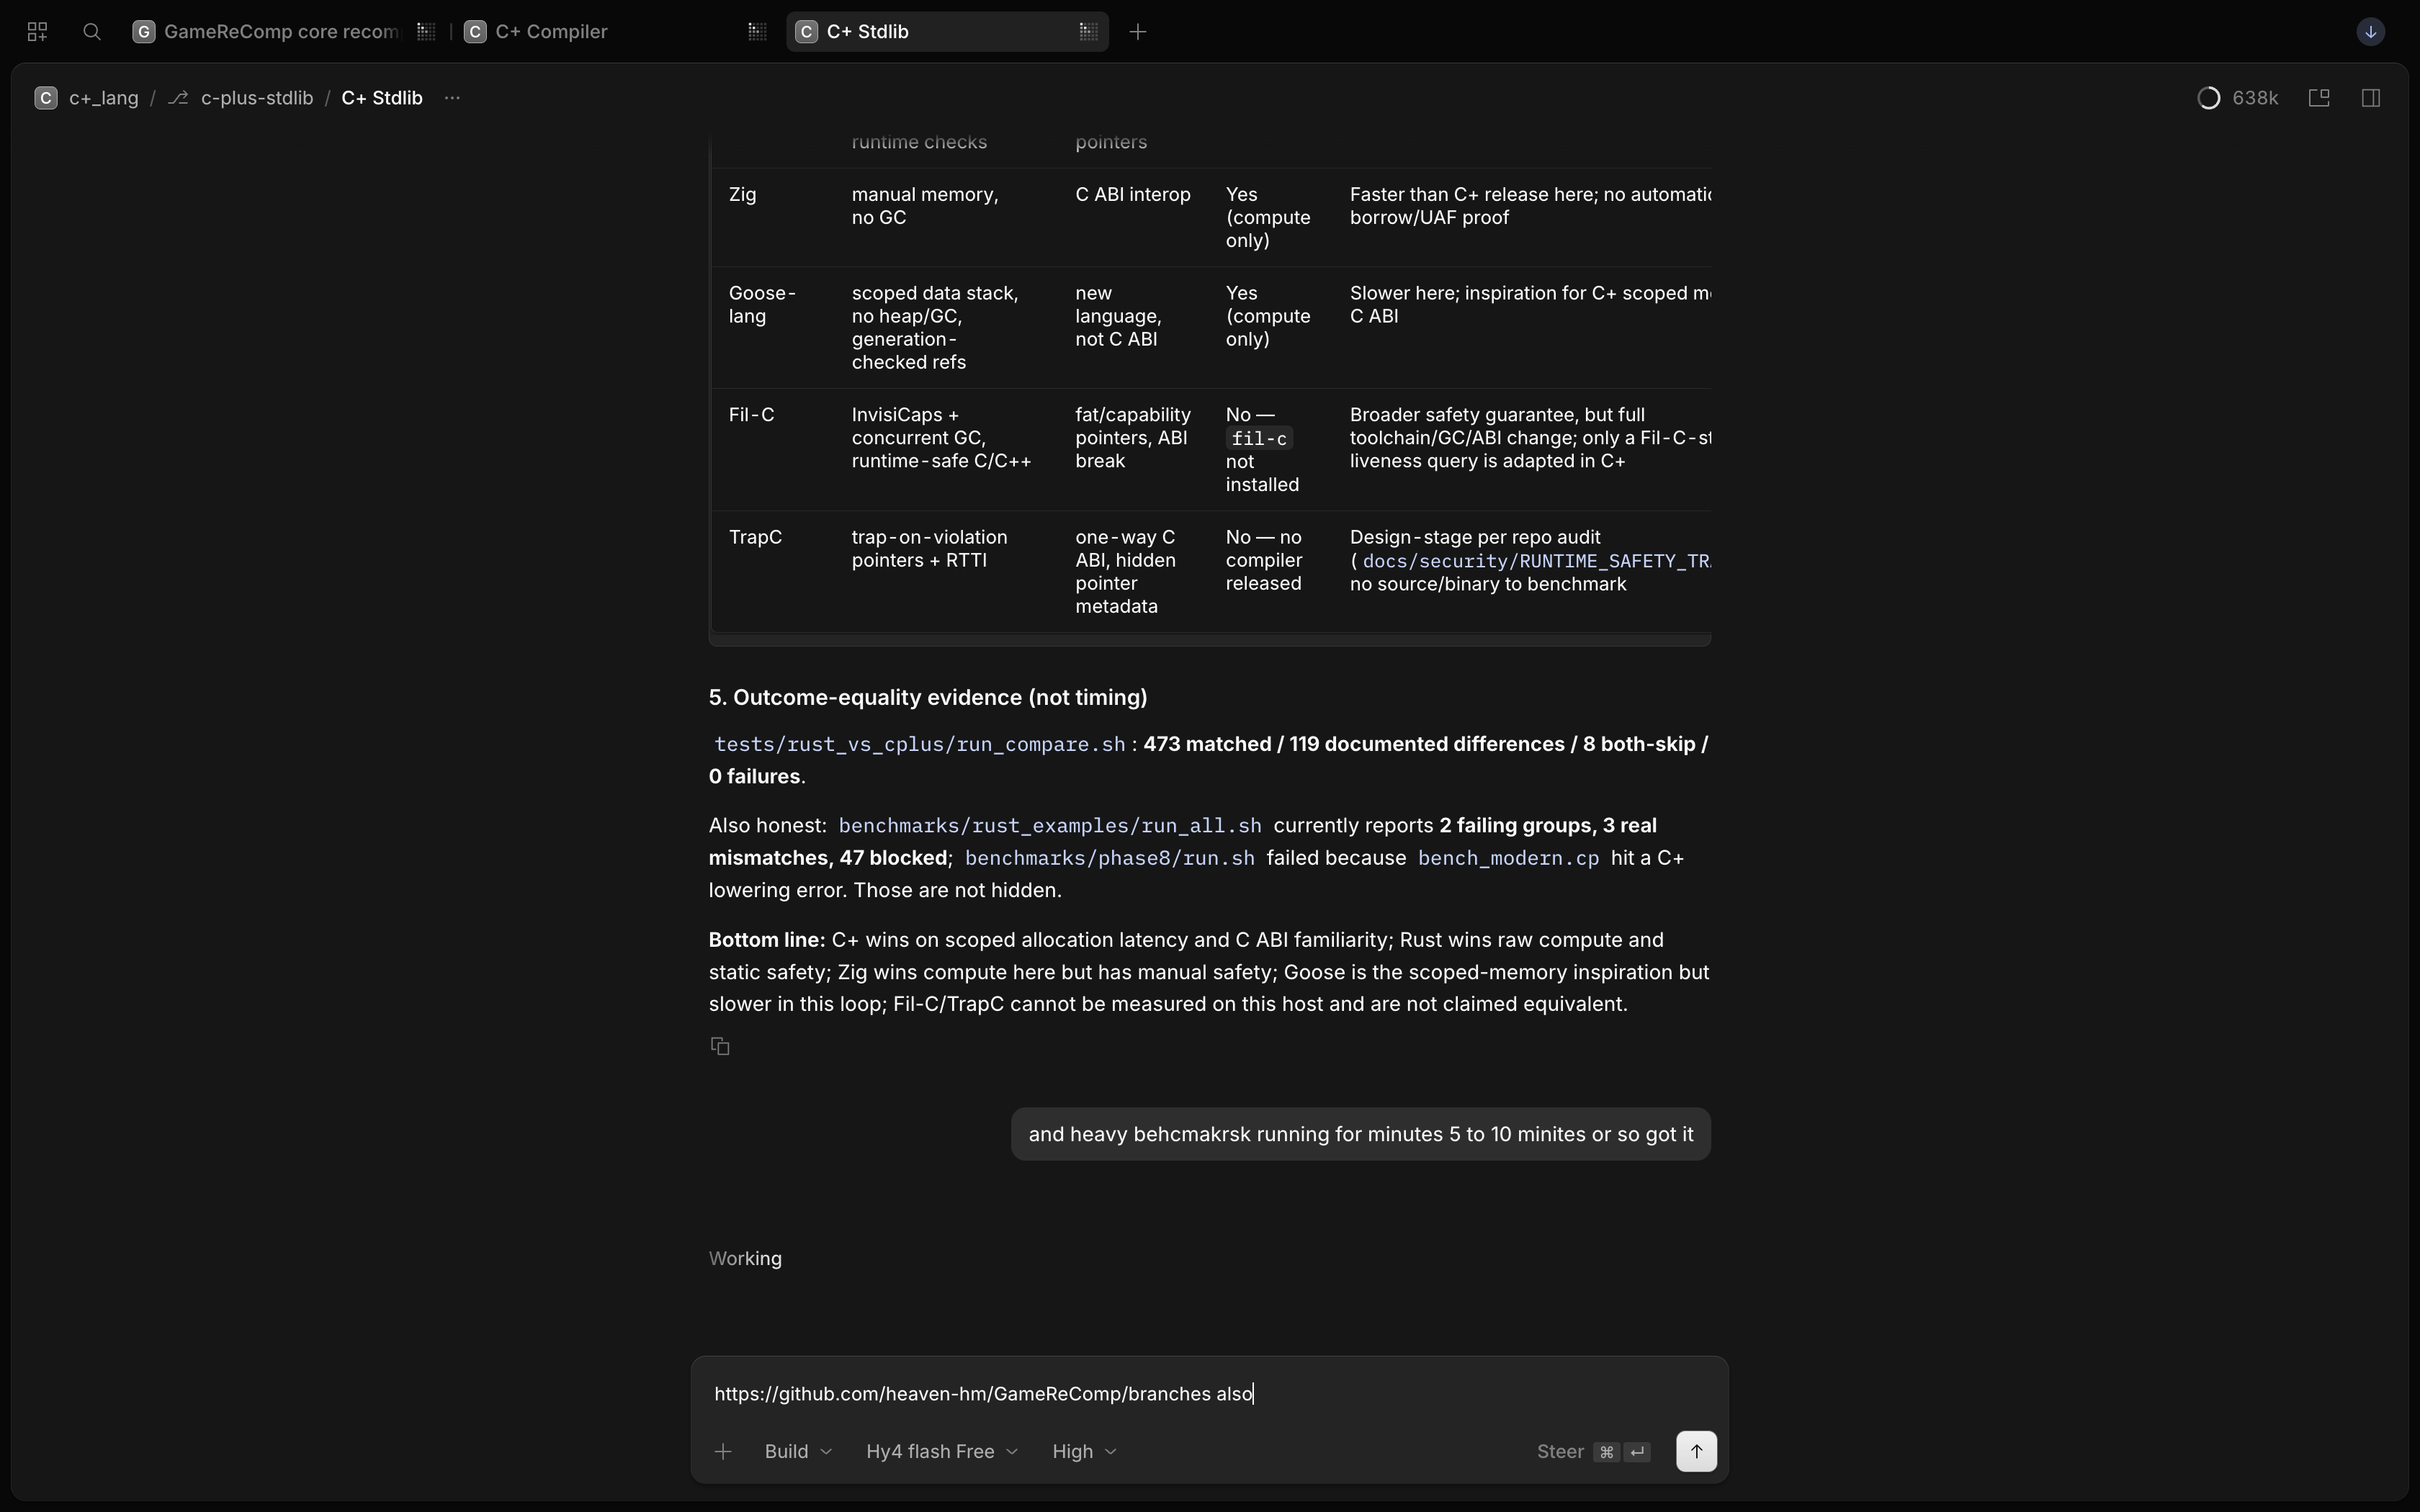 G GameReComp core recom
C C+ Compiler
C C+ Stdlib
C c+_lang / c-plus-stdlib / C+ Stdlib ...
638k
runtime checks pointers
Zig
manual memory,
no GC
C ABI interop
Yes
(compute
only)
Faster than C+ release here; no automatic
borrow/UAF proof
Goose-
lang
scoped data stack,
no heap/GC,
generation-
checked refs
new
language,
not C ABI
Yes
(compute
only)
Slower here; inspiration for C+ scoped m
C ABI
Fil-C
InvisiCaps +
concurrent GC,
runtime-safe C/C++
fat/capability
pointers, ABI
break
No —
fil-c
not
installed
Broader safety guarantee, but full
toolchain/GC/ABI change; only a Fil-C-st
liveness query is adapted in C+
TrapC
trap-on-violation
pointers + RTTI
one-way C
ABI, hidden
pointer
metadata
No — no
compiler
released
Design-stage per repo audit
( docs/security/RUNTIME_SAFETY_TR
no source/binary to benchmark
5. Outcome-equality evidence (not timing)
tests/rust_vs_cplus/run_compare.sh : 473 matched / 119 documented differences / 8 both-skip /
0 failures.
Also honest: benchmarks/rust_examples/run_all.sh currently reports 2 failing groups, 3 real
mismatches, 47 blocked; benchmarks/phase8/run.sh failed because bench_modern.cp hit a C+
lowering error. Those are not hidden.
Bottom line: C+ wins on scoped allocation latency and C ABI familiarity; Rust wins raw compute and
static safety; Zig wins compute here but has manual safety; Goose is the scoped-memory inspiration but
slower in this loop; Fil-C/TrapC cannot be measured on this host and are not claimed equivalent.
and heavy behcmakrsk running for minutes 5 to 10 minites or so got it
Working
https://github.com/heaven-hm/GameReComp/branches also
Build Hy4 flash Free High Steer ⌘ ↵